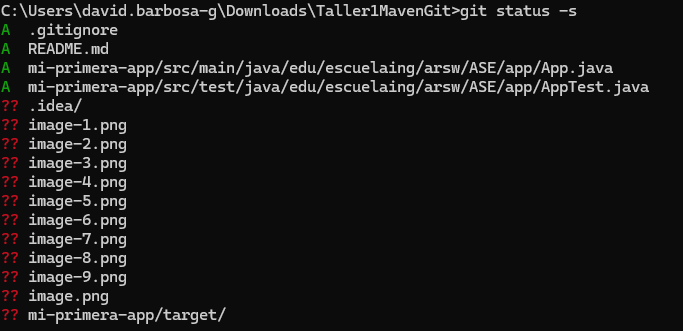 C:\Users\david.barbosa-g\Downloads\Taller1MavenGit>git status -s
A  .gitignore
A  README.md
A  mi-primera-app/src/main/java/edu/escuelaing/arsw/ASE/app/App.java
A  mi-primera-app/src/test/java/edu/escuelaing/arsw/ASE/app/AppTest.java
?? .idea/
?? image-1.png
?? image-2.png
?? image-3.png
?? image-4.png
?? image-5.png
?? image-6.png
?? image-7.png
?? image-8.png
?? image-9.png
?? image.png
?? mi-primera-app/target/